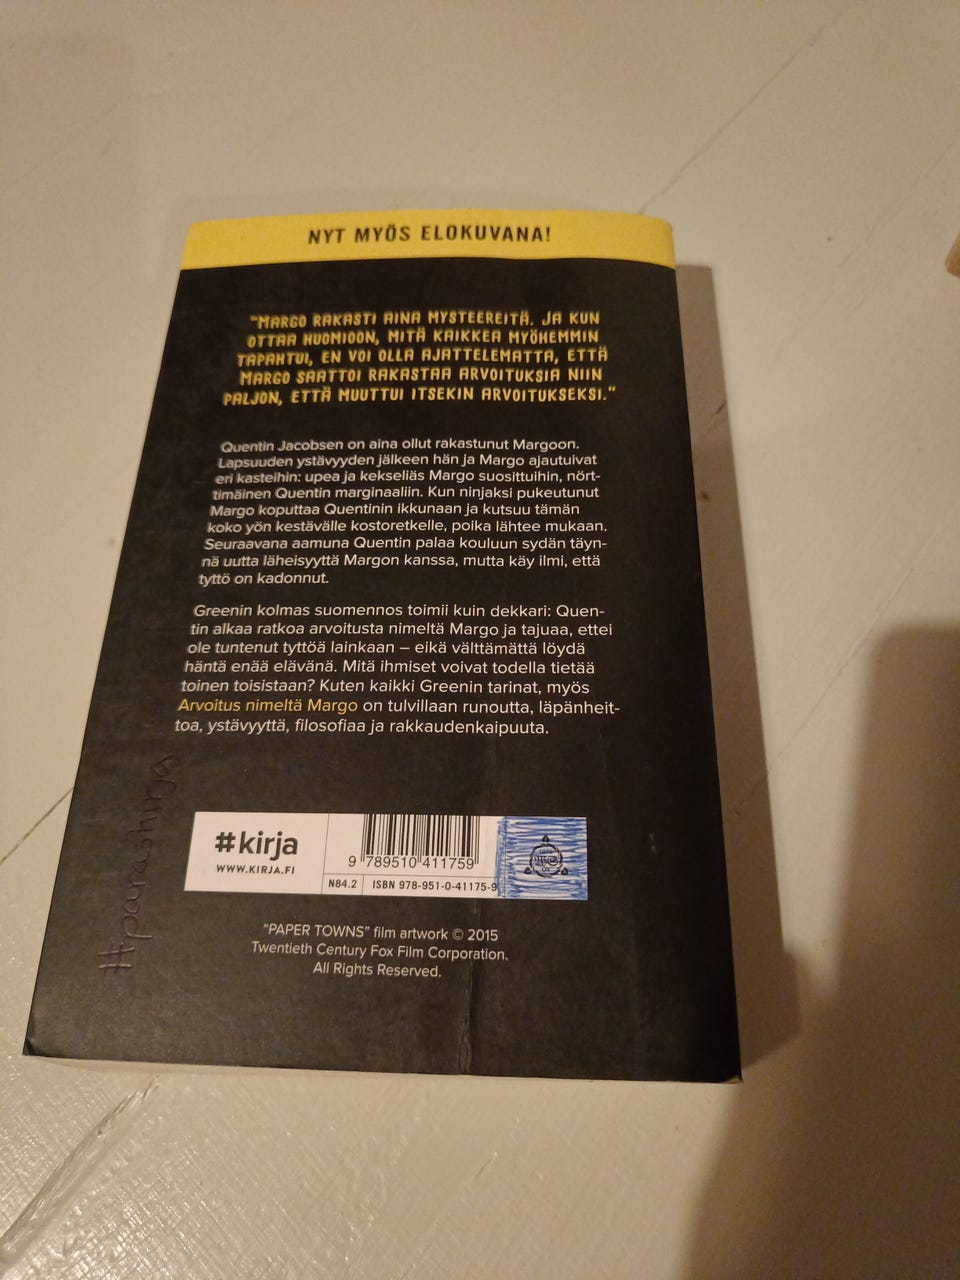 NYT MYÖS ELOKUVANA!
"MARGO RAKASTI AINA MYSTEEREITÄ. JA KUN
OTTAA HUOMIOON, MITÄ KAIKKEA MYÖHEMMIN
TAPAHTUI, EN VOI OLLA AJATTELEMATTA, ETTÄ
MARGO SAATTOI RAKASTAA ARVOITUKSIA NIIN
PALJON, ETTÄ MUUTTUI ITSEKIN ARVOITUKSEKSI."
Quentin Jacobsen on aina ollut rakastunut Margoon.
Lapsuuden ystävyyden jälkeen hän ja Margo ajautuivat
eri kasteihin: upea ja kekseliäs Margo suosittuihin, nört-
timäinen Quentin marginaaliin. Kun ninjaksi pukeutunut
Margo koputtaa Quentinin ikkunaan ja kutsuu tämän
koko yön kestävälle kostoretkelle, poika lähtee mukaan.
Seuraavana aamuna Quentin palaa kouluun sydän täyn-
nä uutta läheisyyttä Margon kanssa, mutta käy ilmi, että
tyttö on kadonnut.
Greenin kolmas suomennos toimii kuin dekkari: Quen-
tin alkaa ratkoa arvoitusta nimeltä Margo ja tajuaa, ettei
ole tuntenut tyttöä lainkaan – eikä välttämättä löydä
häntä enää elävänä. Mitä ihmiset voivat todella tietää
toinen toisistaan? Kuten kaikki Greenin tarinat, myös
Arvoitus nimeltä Margo on tulvillaan runoutta, läpänheit-
toa, ystävyyttä, filosofiaa ja rakkaudenkaipuuta.
#paraskirja
#kirja
WWW.KIRJA.FI
9 789510 411759
N84.2 ISBN 978-951-0-41175-9
"PAPER TOWNS" film artwork © 2015
Twentieth Century Fox Film Corporation.
All Rights Reserved.